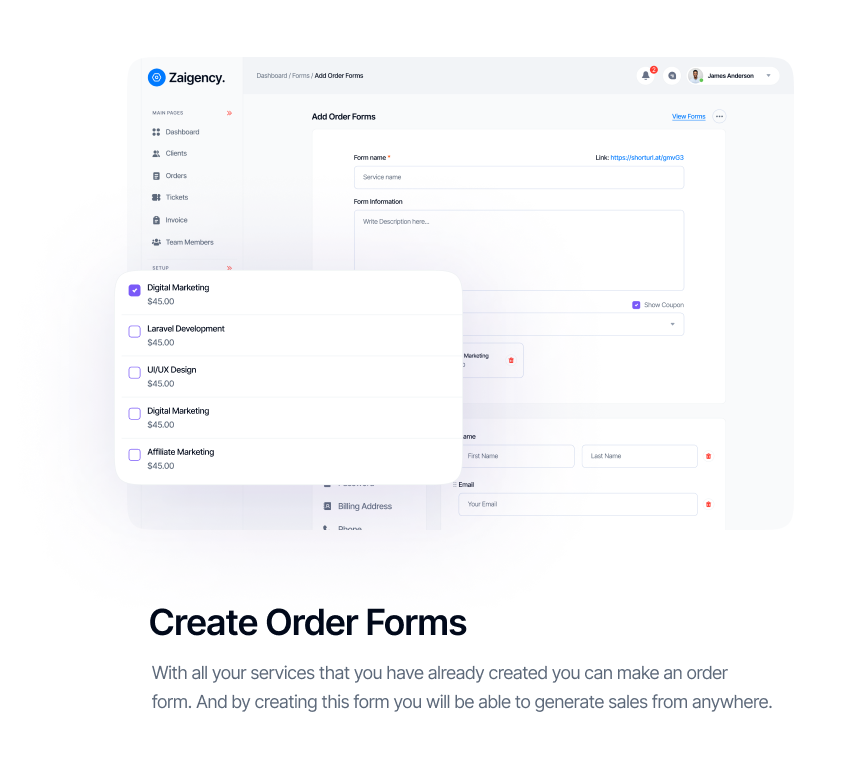 Zaigency.
Dashboard / Forms / Add Order Forms
2
James Anderson
MAIN PAGES
Dashboard
Clients
Orders
Tickets
Invoice
Team Members
SETUP
Add Order Forms
View Forms
Form name *
Link: https://shorturl.at/gmvG3
Service name
Form Information
Write Description here...
Show Coupon
Marketing
Digital Marketing
$45.00
Laravel Development
$45.00
UI/UX Design
$45.00
Digital Marketing
$45.00
Affiliate Marketing
$45.00
ame
First Name
Last Name
Email
Your Email
Billing Address
Phone
Create Order Forms
With all your services that you have already created you can make an order
form. And by creating this form you will be able to generate sales from anywhere.